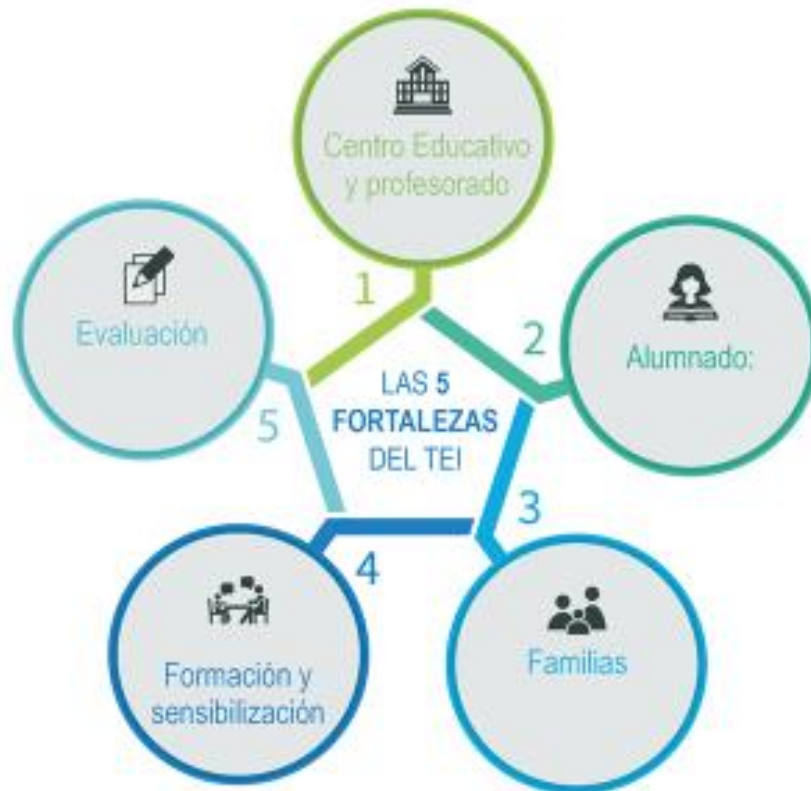 LAS 5
FORTALEZAS
DEL TEI
1
Centro Educativo
y profesorado
2
Alumnado:
3
Familias
4
Formación y
sensibilización
5
Evaluación